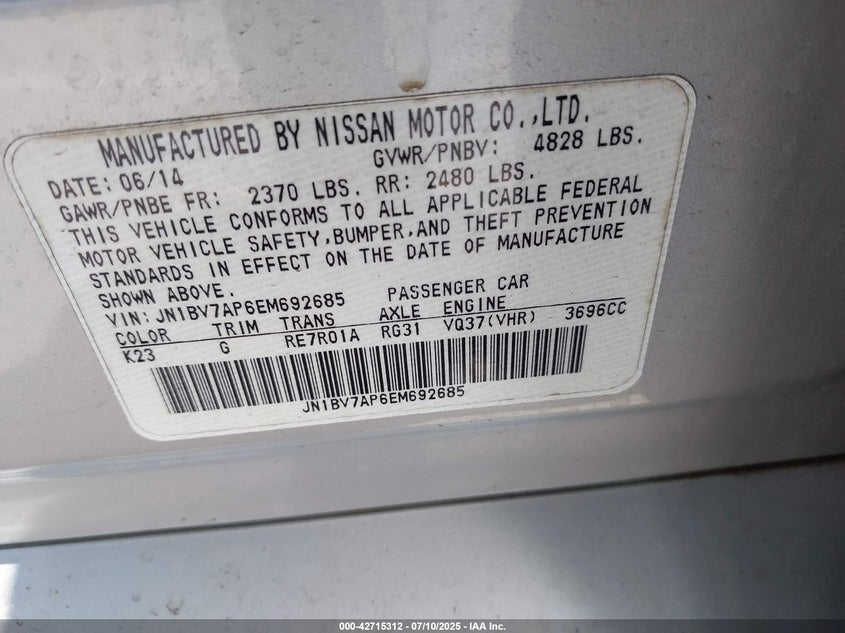 MANUFACTURED BY NISSAN MOTOR CO.,LTD.
DATE: 06/14 GVWR/PNBV: 4828 LBS.
GAWR/PNBE FR: 2370 LBS. RR: 2480 LBS.
THIS VEHICLE CONFORMS TO ALL APPLICABLE FEDERAL
MOTOR VEHICLE SAFETY,BUMPER,AND THEFT PREVENTION
STANDARDS IN EFFECT ON THE DATE OF MANUFACTURE
SHOWN ABOVE.
VIN: JN1BV7AP6EM692685 PASSENGER CAR
COLOR TRIM TRANS AXLE ENGINE
K23 G RE7R01A RG31 VQ37(VHR) 3696CC
JN1BV7AP6EM692685
000-42715312 - 07/10/2025 - IAA Inc.